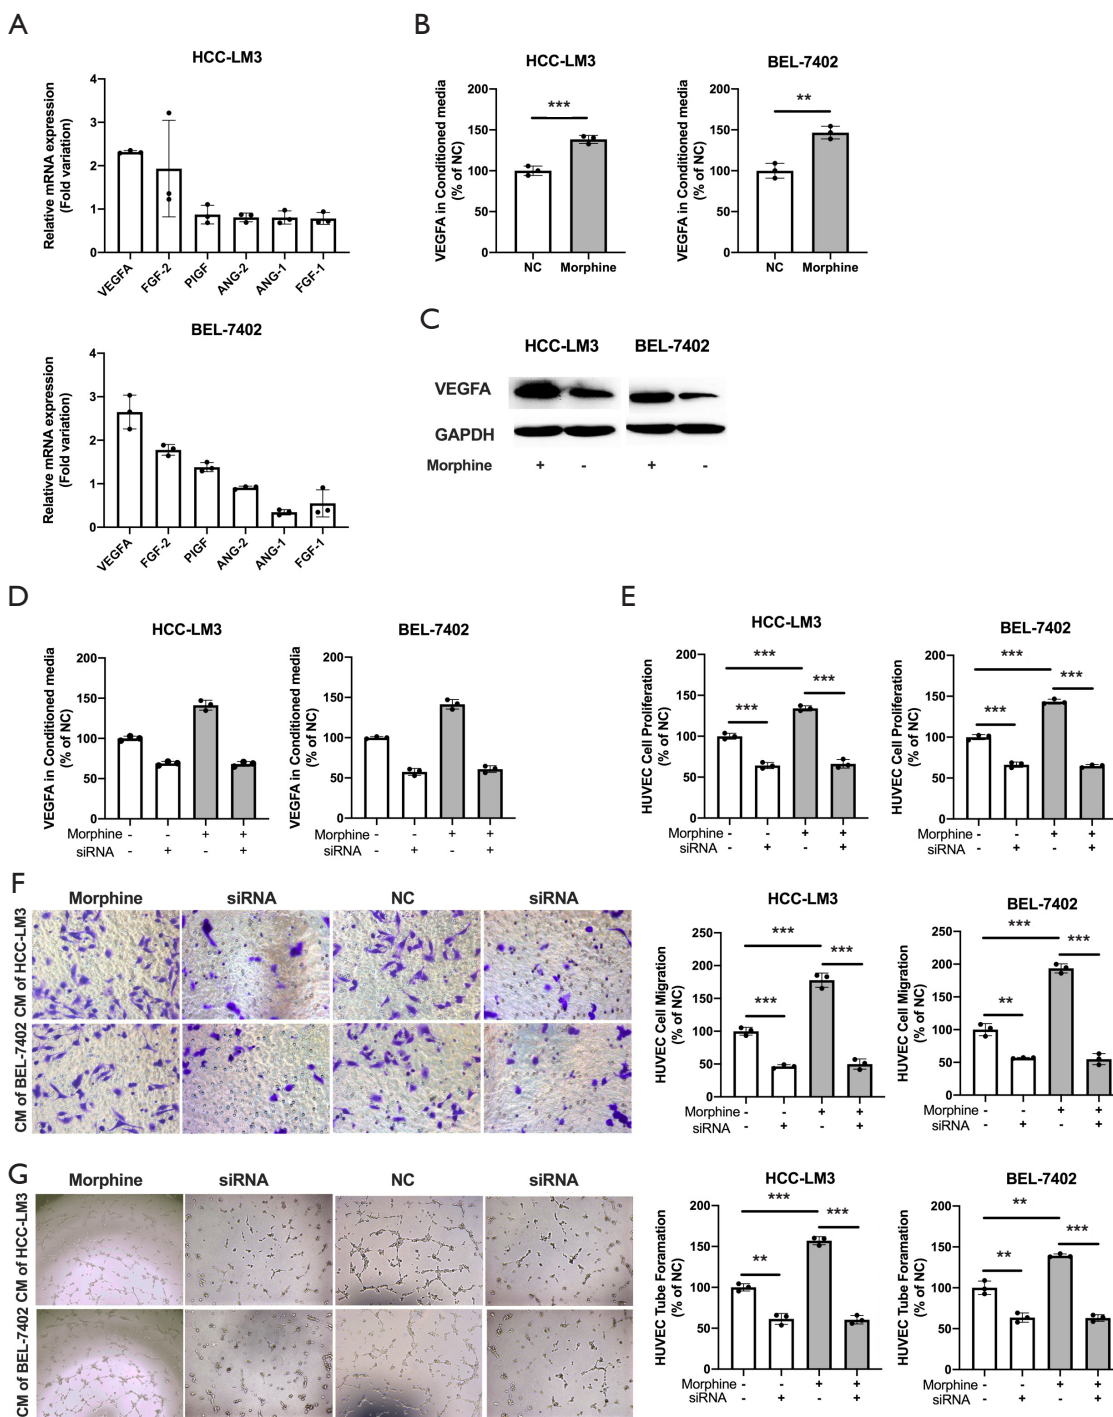 A
HCC-LM3
Relative mRNA expression
(Fold variation)
4
3
2
1
0
VEGFA
FGF-2
PIGF
ANG-2
ANG-1
FGF-1
BEL-7402
Relative mRNA expression
(Fold variation)
4
3
2
1
0
VEGFA
FGF-2
PIGF
ANG-2
ANG-1
FGF-1
B
HCC-LM3
VEGFA in Conditioned media
(% of NC)
200
150
100
50
0
***
NC Morphine
BEL-7402
VEGFA in Conditioned media
(% of NC)
200
150
100
50
0
**
NC Morphine
C
HCC-LM3 BEL-7402
VEGFA
GAPDH
Morphine + - + -
D
HCC-LM3
VEGFA in Conditioned media
(% of NC)
200
150
100
50
0
Morphine - - + +
siRNA - + - +
BEL-7402
VEGFA in Conditioned media
(% of NC)
200
150
100
50
0
- - + +
- + - +
E
HCC-LM3
HUVEC Cell Proliferation
(% of NC)
200
150
100
50
0
***
***
***
Morphine - - + +
siRNA - + - +
BEL-7402
HUVEC Cell Proliferation
(% of NC)
200
150
100
50
0
***
***
***
Morphine - - + +
siRNA - + - +
F
Morphine siRNA NC siRNA
CM of HCC-LM3
CM of BEL-7402
HCC-LM3
HUVEC Cell Migration
(% of NC)
250
200
150
100
50
0
***
***
***
Morphine - - + +
siRNA - + - +
BEL-7402
HUVEC Cell Migration
(% of NC)
250
200
150
100
50
0
***
***
**
Morphine - - + +
siRNA - + - +
G
Morphine siRNA NC siRNA
CM of HCC-LM3
CM of BEL-7402
HCC-LM3
HUVEC Tube Foramation
(% of NC)
200
150
100
50
0
***
***
**
Morphine - - + +
siRNA - + - +
BEL-7402
HUVEC Tube Foramation
(% of NC)
200
150
100
50
0
**
***
**
Morphine - - + +
siRNA - + - +